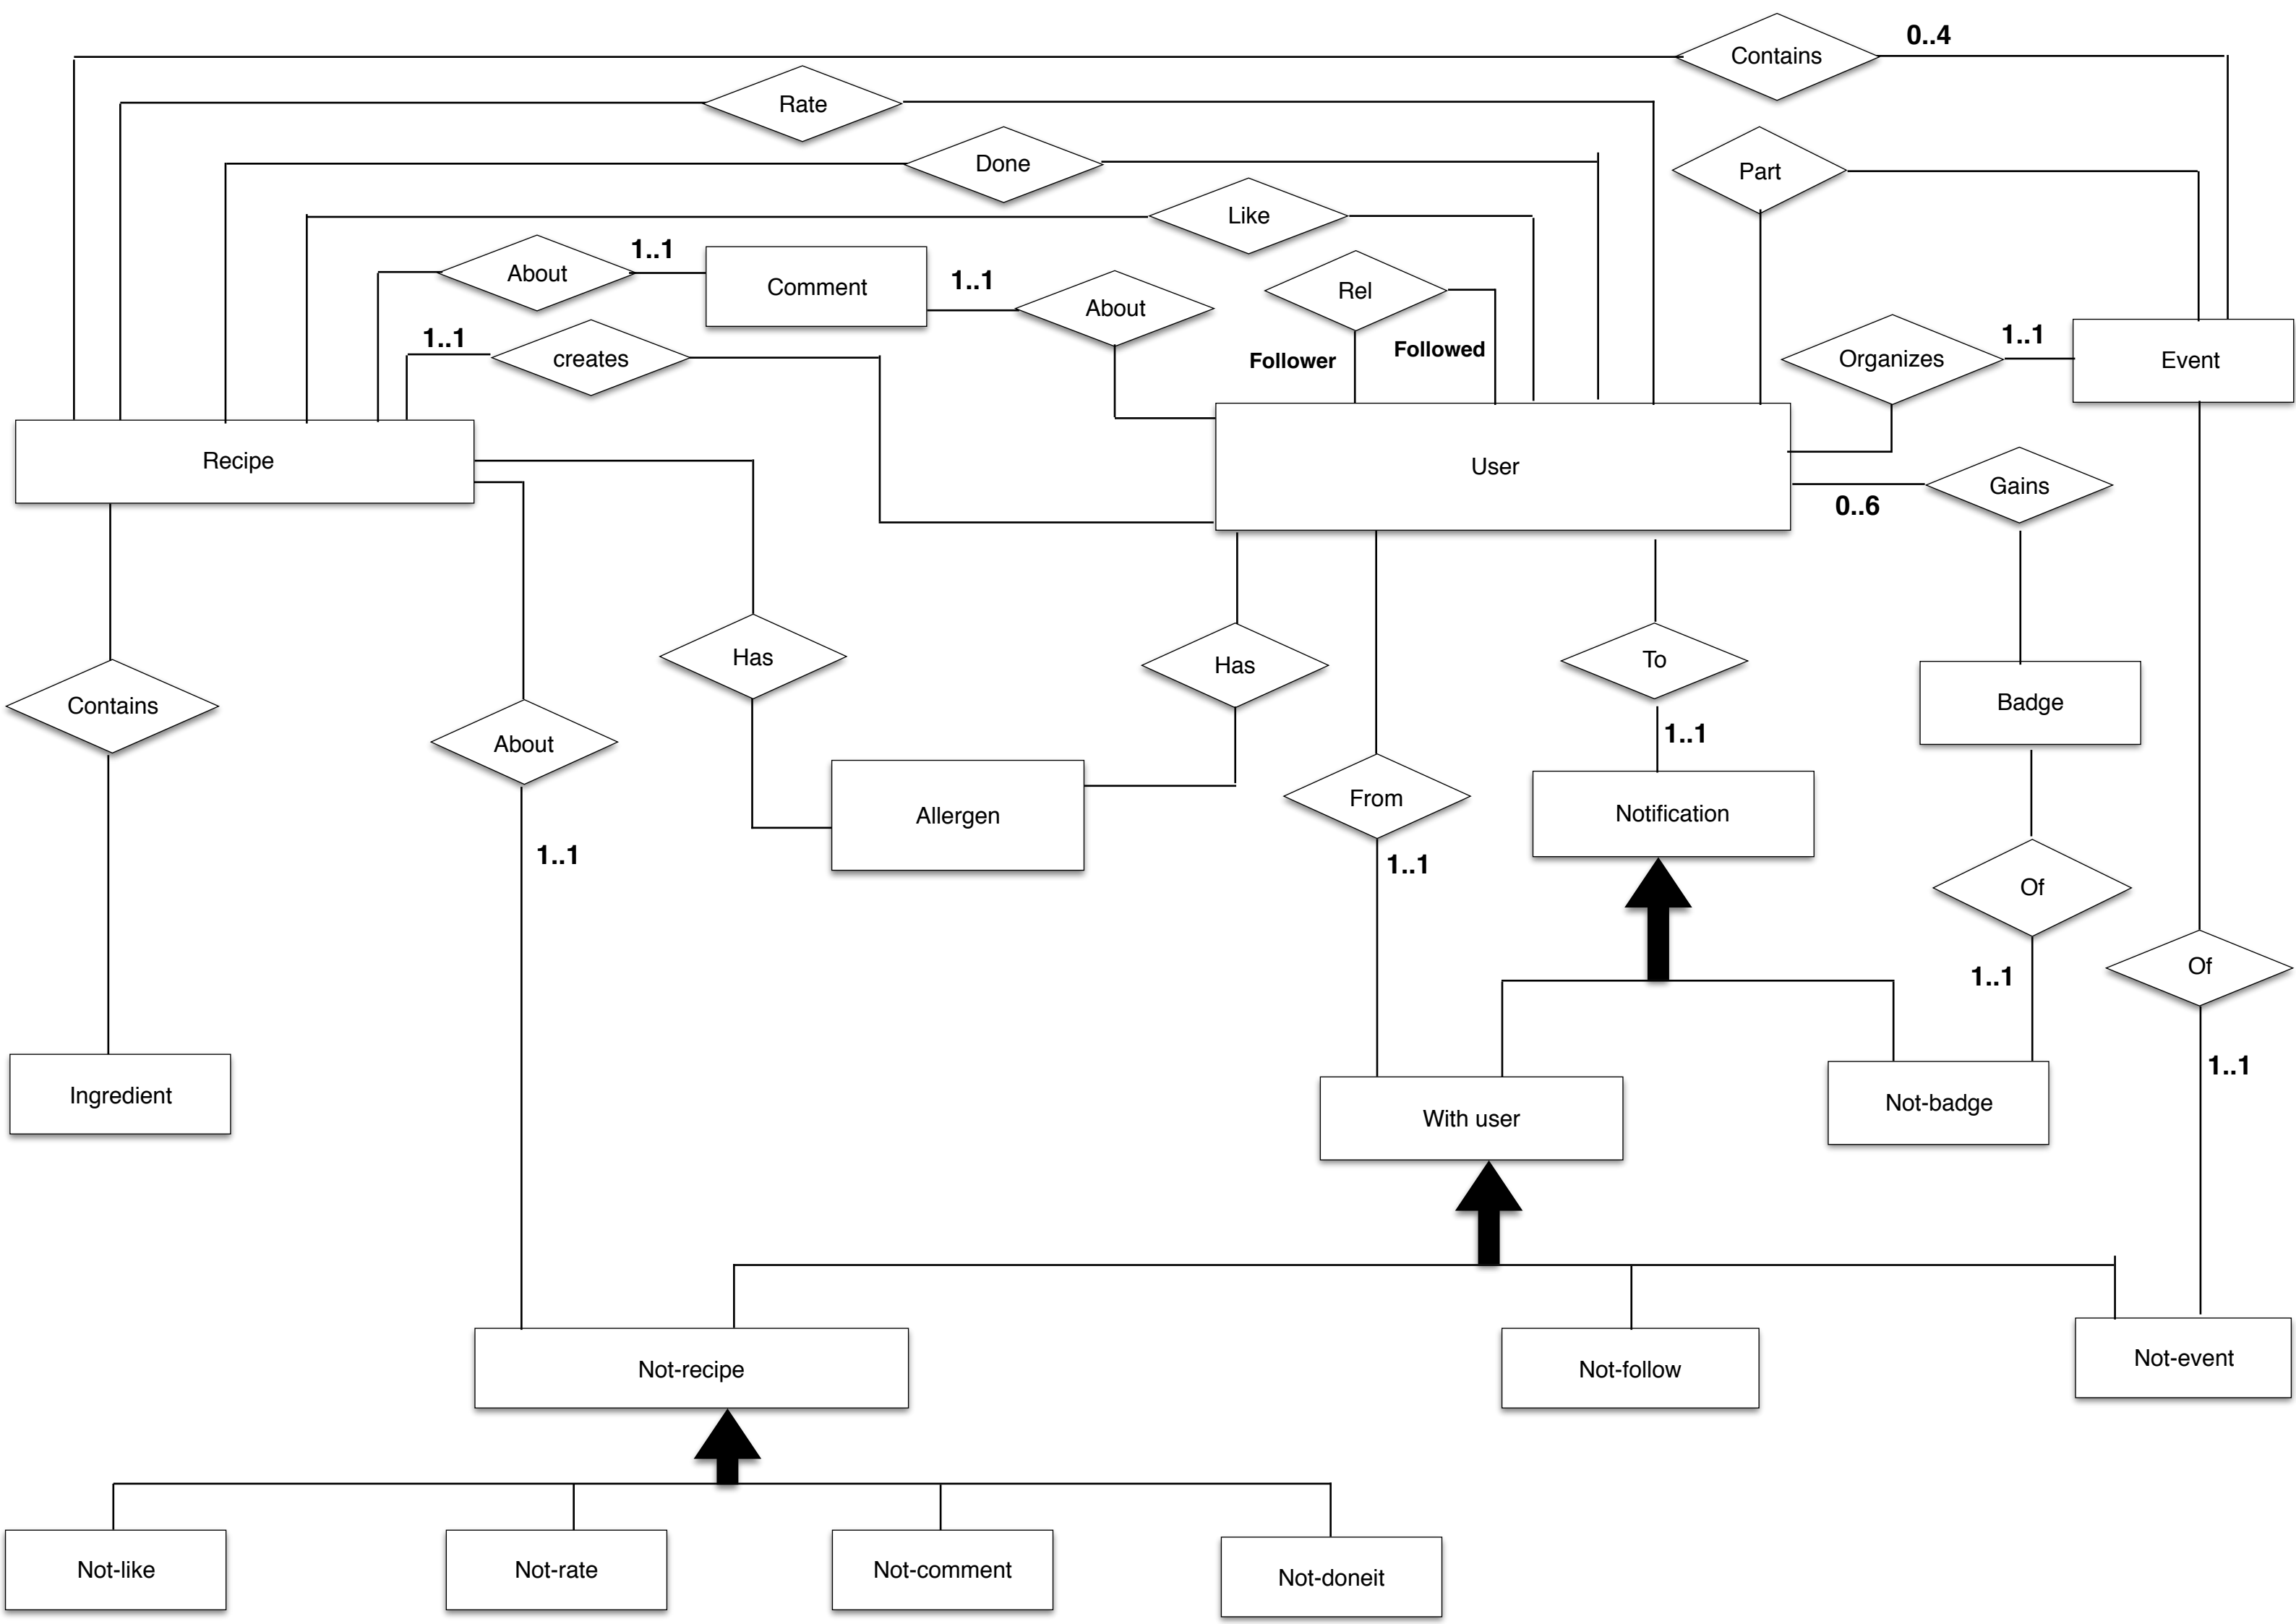 0..4
Contains
Rate
Done
Part
Like
1..1
About
Comment
1..1
About
Rel
Follower
Followed
1..1
creates
Organizes
1..1
Event
Recipe
User
Gains
0..6
Has
Has
To
Contains
About
Badge
1..1
From
Notification
Allergen
1..1
1..1
Of
Of
1..1
1..1
Ingredient
With user
Not-badge
Not-recipe
Not-follow
Not-event
Not-like
Not-rate
Not-comment
Not-doneit